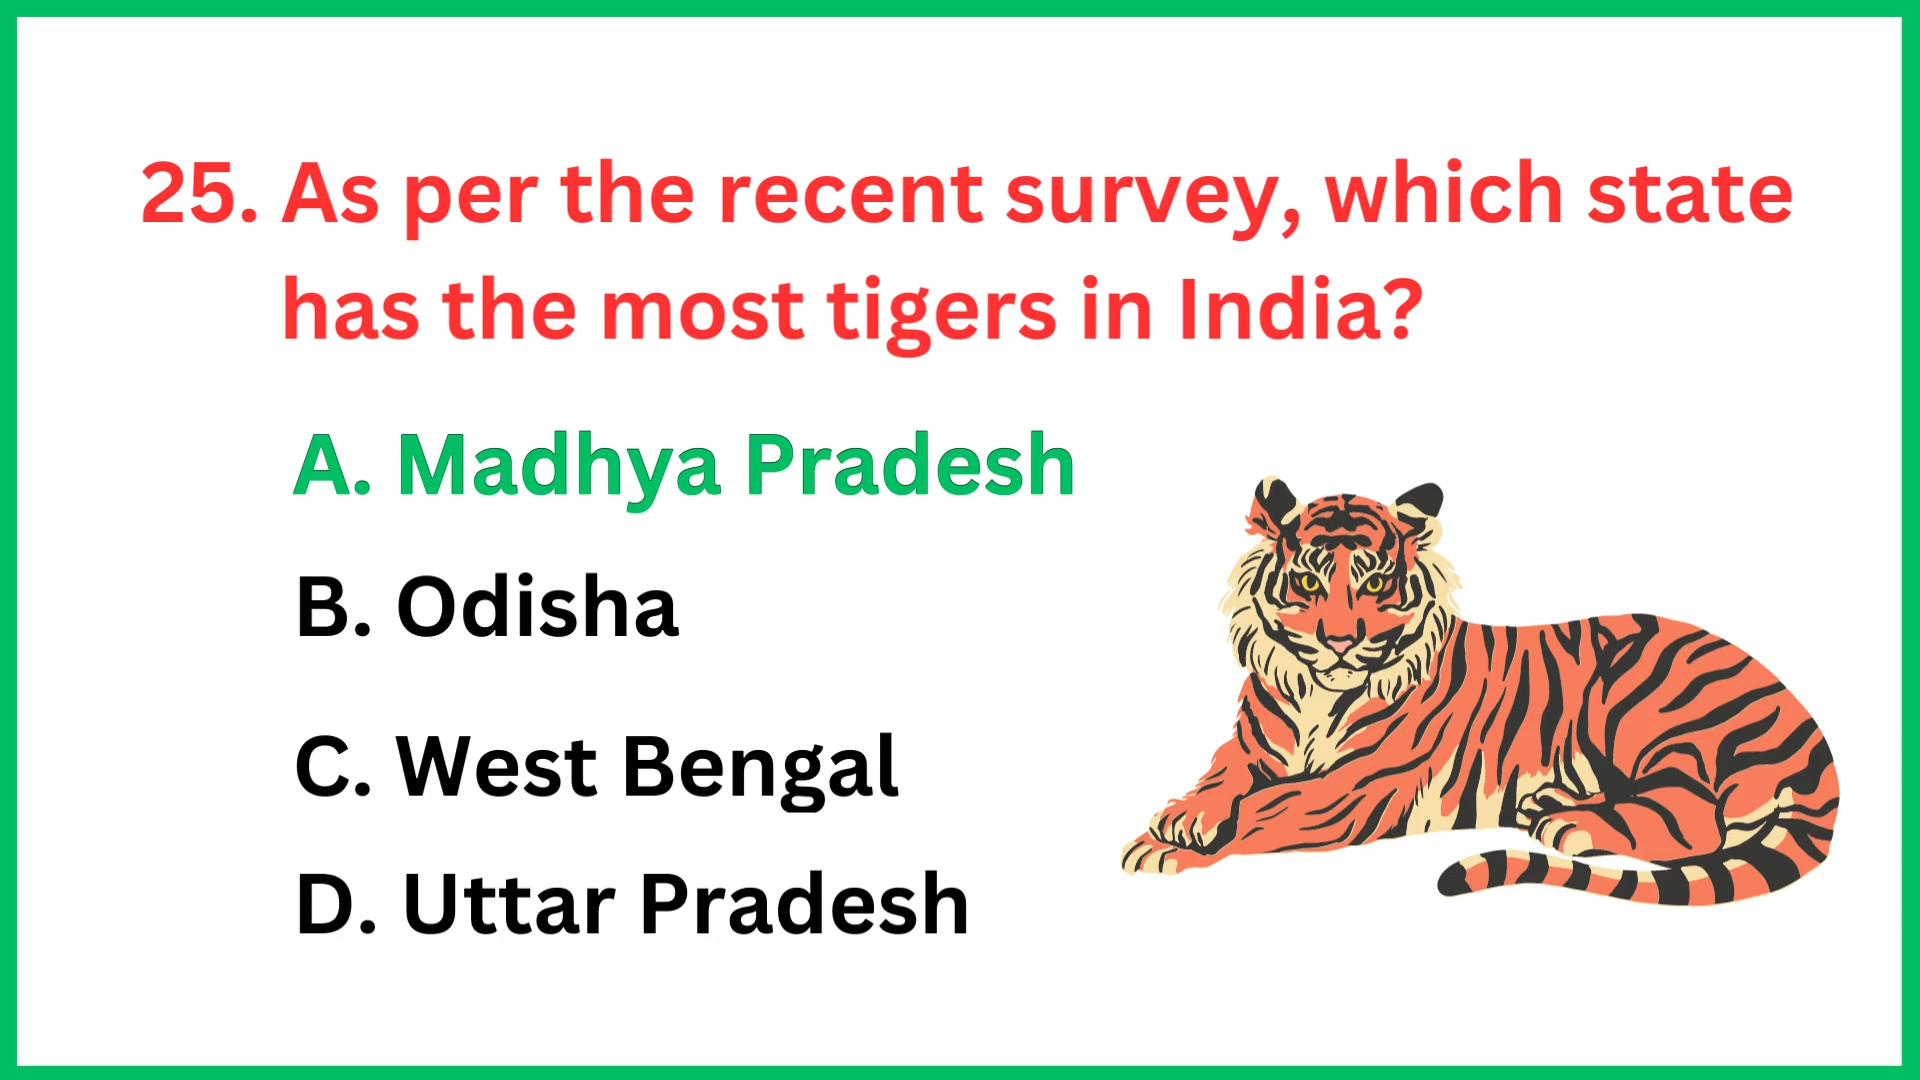 25. As per the recent survey, which state
has the most tigers in India?
A. Madhya Pradesh
B. Odisha
C. West Bengal
D. Uttar Pradesh